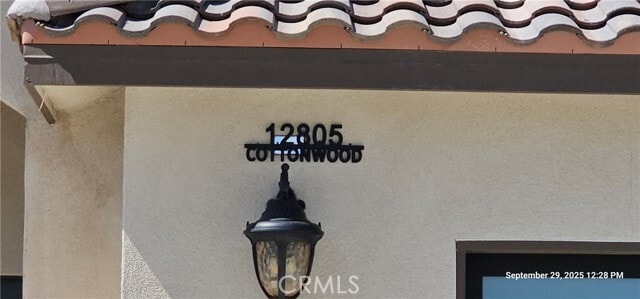 12805
COTTONWOOD
September 29, 2025 12:28 PM
CRMLS